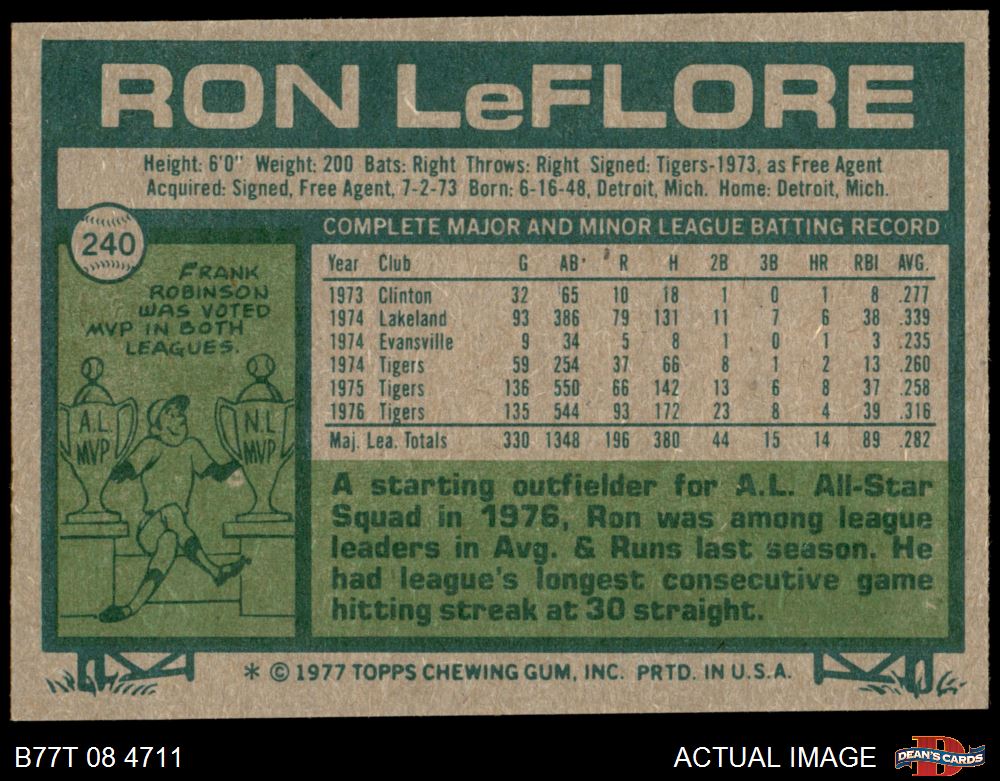 RON LeFLORE
Height: 6'0" Weight: 200 Bats: Right Throws: Right Signed: Tigers-1973, as Free Agent
Acquired: Signed, Free Agent, 7-2-73 Born: 6-16-48, Detroit, Mich. Home: Detroit, Mich.
240
FRANK
ROBINSON
WAS VOTED
MVP IN BOTH
LEAGUES.
A.L. MVP
N.L. MVP
COMPLETE MAJOR AND MINOR LEAGUE BATTING RECORD
Year Club G AB R H 2B 3B HR RBI AVG.
1973 Clinton 32 65 10 18 1 0 1 8 .277
1974 Lakeland 93 386 79 131 11 7 6 38 .339
1974 Evansville 9 34 5 8 1 0 1 3 .235
1974 Tigers 59 254 37 66 8 1 2 13 .260
1975 Tigers 136 550 66 142 13 6 8 37 .258
1976 Tigers 135 544 93 172 23 8 4 39 .316
Maj. Lea. Totals 330 1348 196 380 44 15 14 89 .282
A starting outfielder for A.L. All-Star
Squad in 1976, Ron was among league
leaders in Avg. & Runs last season. He
had league's longest consecutive game
hitting streak at 30 straight.
* © 1977 TOPPS CHEWING GUM, INC. PRTD. IN U.S.A.
B77T 08 4711
ACTUAL IMAGE
D
DEAN'S CARDS